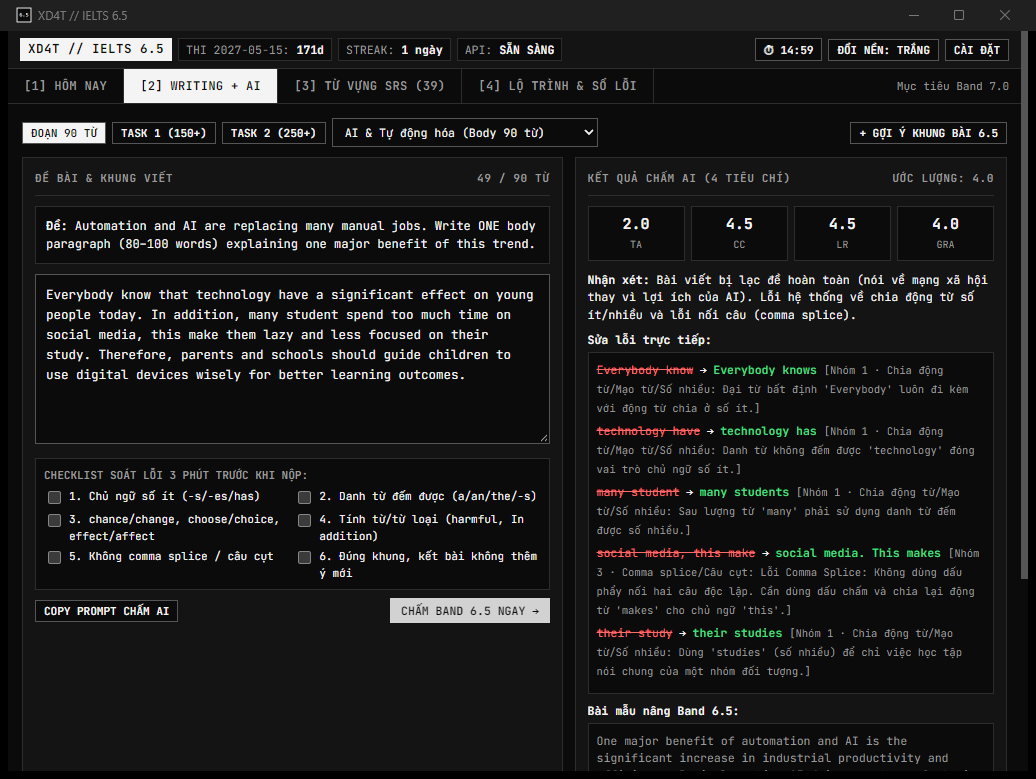 6.5 XD4T // IELTS 6.5
XD4T // IELTS 6.5 THI 2027-05-15: 171d STREAK: 1 ngày API: SẴN SÀNG 14:59 ĐỔI NỀN: TRẮNG CÀI ĐẶT
[1] HÔM NAY [2] WRITING + AI [3] TỪ VỰNG SRS (39) [4] LỘ TRÌNH & SỔ LỖI Mục tiêu Band 7.0
ĐOẠN 90 TỪ TASK 1 (150+) TASK 2 (250+) AI & Tự động hóa (Body 90 từ) + GỢI Ý KHUNG BÀI 6.5
ĐỀ BÀI & KHUNG VIẾT 49 / 90 TỪ
Đề: Automation and AI are replacing many manual jobs. Write ONE body
paragraph (80–100 words) explaining one major benefit of this trend.
Everybody know that technology have a significant effect on young
people today. In addition, many student spend too much time on
social media, this make them lazy and less focused on their
study. Therefore, parents and schools should guide children to
use digital devices wisely for better learning outcomes.
CHECKLIST SOÁT LỖI 3 PHÚT TRƯỚC KHI NỘP:
1. Chủ ngữ số ít (-s/-es/has)
2. Danh từ đếm được (a/an/the/-s)
3. chance/change, choose/choice,
effect/affect
4. Tính từ/từ loại (harmful, In
addition)
5. Không comma splice / câu cụt
6. Đúng khung, kết bài không thêm
ý mới
COPY PROMPT CHẤM AI CHẤM BAND 6.5 NGAY →
KẾT QUẢ CHẤM AI (4 TIÊU CHÍ) ƯỚC LƯỢNG: 4.0
2.0 4.5 4.5 4.0
TA CC LR GRA
Nhận xét: Bài viết bị lạc đề hoàn toàn (nói về mạng xã hội
thay vì lợi ích của AI). Lỗi hệ thống về chia động từ số
ít/nhiều và lỗi nối câu (comma splice).
Sửa lỗi trực tiếp:
Everybody know → Everybody knows [Nhóm 1 · Chia động
từ/Mạo từ/Số nhiều: Đại từ bất định 'Everybody' luôn đi kèm
với động từ chia ở số ít.]
technology have → technology has [Nhóm 1 · Chia động
từ/Mạo từ/Số nhiều: Danh từ không đếm được 'technology' đóng
vai trò chủ ngữ số ít.]
many student → many students [Nhóm 1 · Chia động từ/Mạo
từ/Số nhiều: Sau lượng từ 'many' phải sử dụng danh từ đếm
được số nhiều.]
social media, this make → social media. This makes [Nhóm
3 · Comma splice/Câu cụt: Lỗi Comma Splice: Không dùng dấu
phẩy nối hai câu độc lập. Cần dùng dấu chấm và chia lại động
từ 'makes' cho chủ ngữ 'this'.]
their study → their studies [Nhóm 1 · Chia động từ/Mạo
từ/Số nhiều: Dùng 'studies' (số nhiều) để chỉ việc học tập
nói chung của một nhóm đối tượng.]
Bài mẫu nâng Band 6.5:
One major benefit of automation and AI is the
significant increase in industrial productivity and